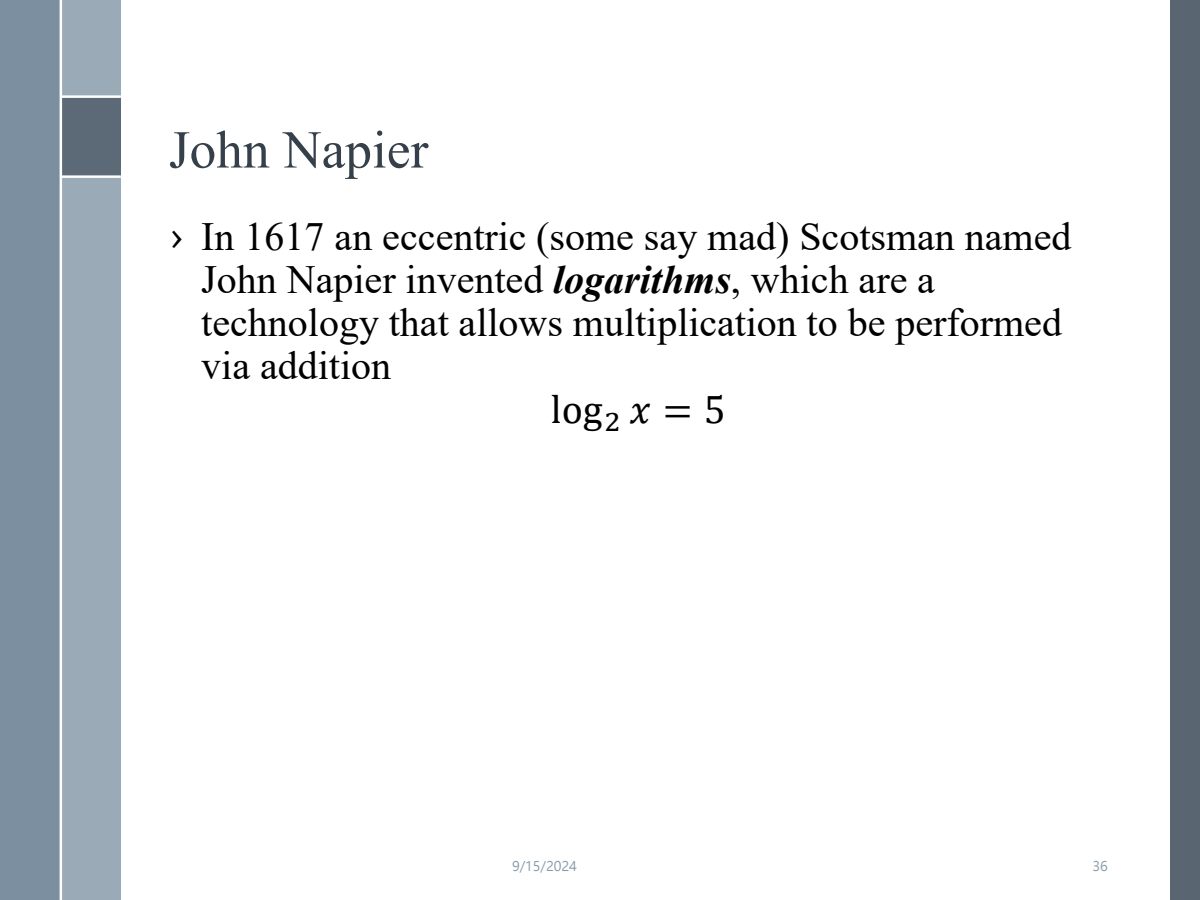 John Napier
› In 1617 an eccentric (some say mad) Scotsman named
John Napier invented logarithms, which are a
technology that allows multiplication to be performed
via addition
log₂ 𝑥 = 5
9/15/2024
36